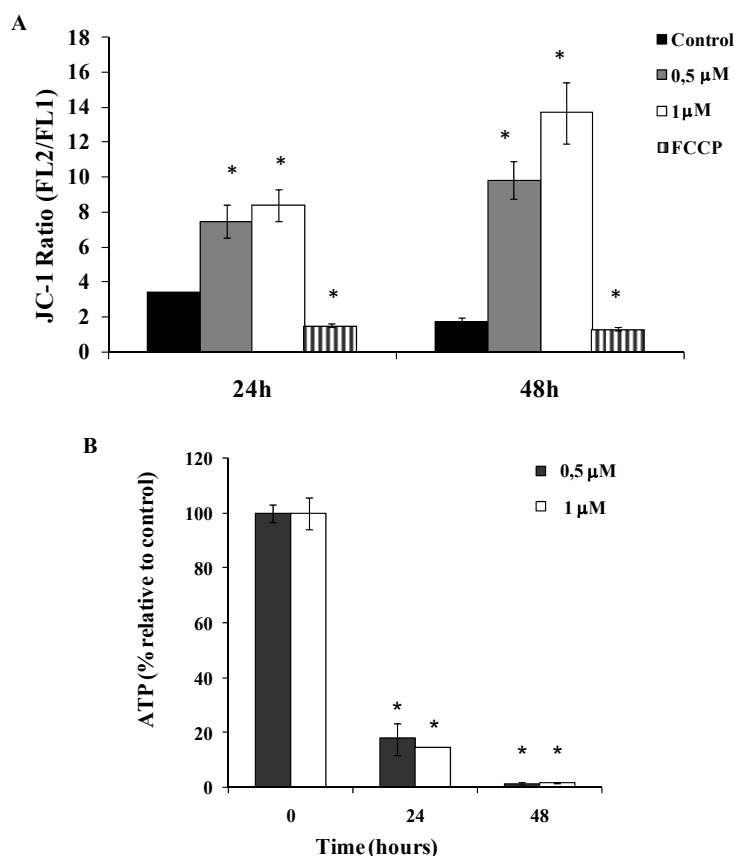 A
JC-1 Ratio (FL2/FL1)
18
16
14
12
10
8
6
4
2
0
* * * * * *
24h 48h
Control
0,5 µM
1µM
FCCP
B
ATP (% relative to control)
120
100
80
60
40
20
0
* * * *
0 24 48
Time (hours)
0,5 µM
1 µM